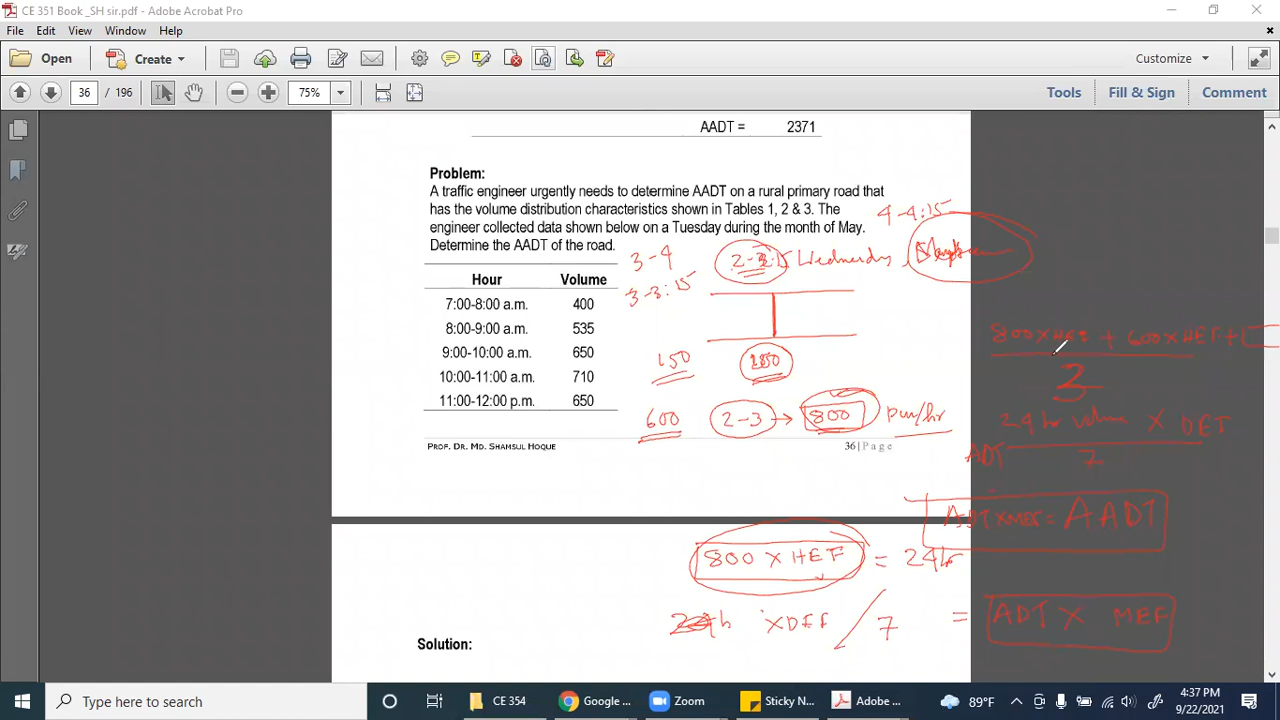 CE 351 Book _SH sir.pdf - Adobe Acrobat Pro
File Edit View Window Help
Open Create Customize
36 / 196 75% Tools Fill & Sign Comment
AADT = 2371
Problem:
A traffic engineer urgently needs to determine AADT on a rural primary road that
has the volume distribution characteristics shown in Tables 1, 2 & 3. The
engineer collected data shown below on a Tuesday during the month of May.
Determine the AADT of the road.
4-4:15
3-4
Wednesday,
3-3:15
Hour Volume
7:00-8:00 a.m. 400
8:00-9:00 a.m. 535
9:00-10:00 a.m. 650
10:00-11:00 a.m. 710
11:00-12:00 p.m. 650
150
600 2-3 → 800
800 X HEF + 600 X HEF +
3
24 hr volume X DEF
ADT 7
PROF. DR. MD. SHAMSUL HOQUE 36 | Page
ADT X MEF = AADT
800 X HEF = 24hr
X DEF / 7 = ADT X MEF
Solution:
Type here to search
CE 354
Google ...
Zoom
Sticky N...
Adobe ...
89°F
4:37 PM
9/22/2021